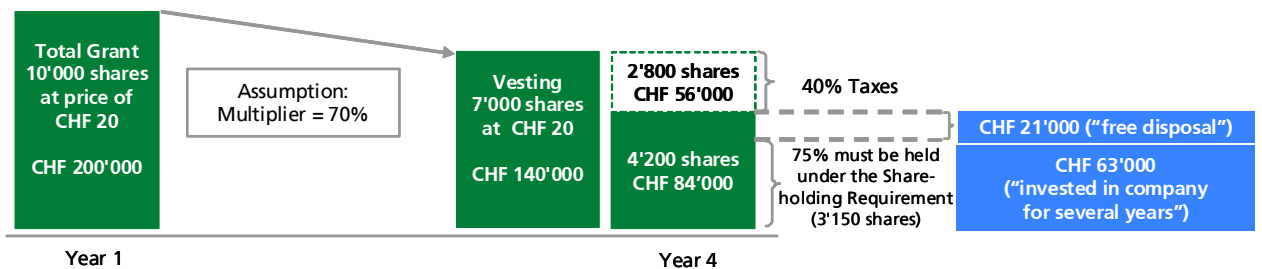 Total Grant
10'000 shares
at price of
CHF 20
CHF 200'000
Assumption:
Multiplier = 70%
Vesting
7'000 shares
at CHF 20
CHF 140'000
2'800 shares
CHF 56'000
4'200 shares
CHF 84’000
40% Taxes
75% must be held
under the Share-
holding Requirement
(3'150 shares)
CHF 21'000 (“free disposal”)
CHF 63'000
(“invested in company
for several years”)
Year 1
Year 4